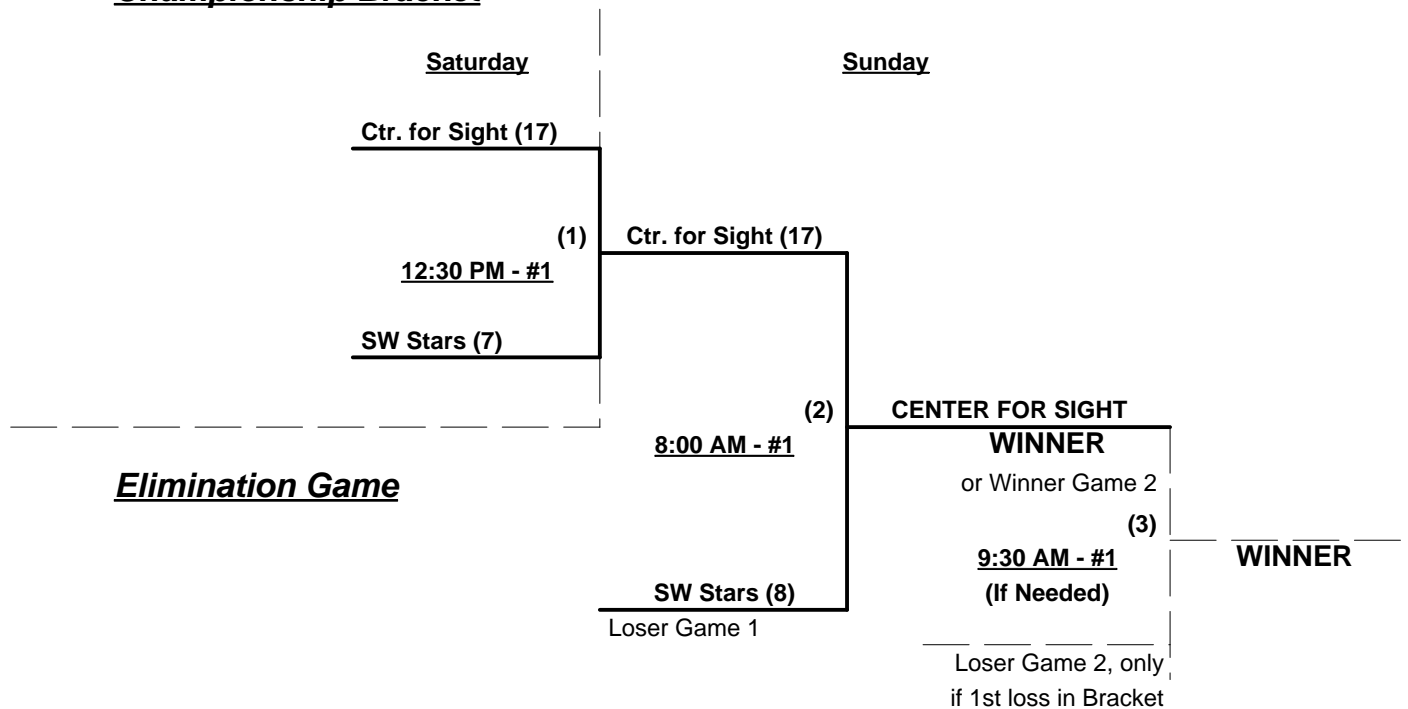 Championship Bracket
Saturday
Sunday
Ctr. for Sight (17)
(1)
Ctr. for Sight (17)
12:30 PM - #1
SW Stars (7)
(2)
CENTER FOR SIGHT
8:00 AM - #1
WINNER
Elimination Game
or Winner Game 2
(3)
9:30 AM - #1
WINNER
SW Stars (8)
(If Needed)
Loser Game 1
Loser Game 2, only
if 1st loss in Bracket